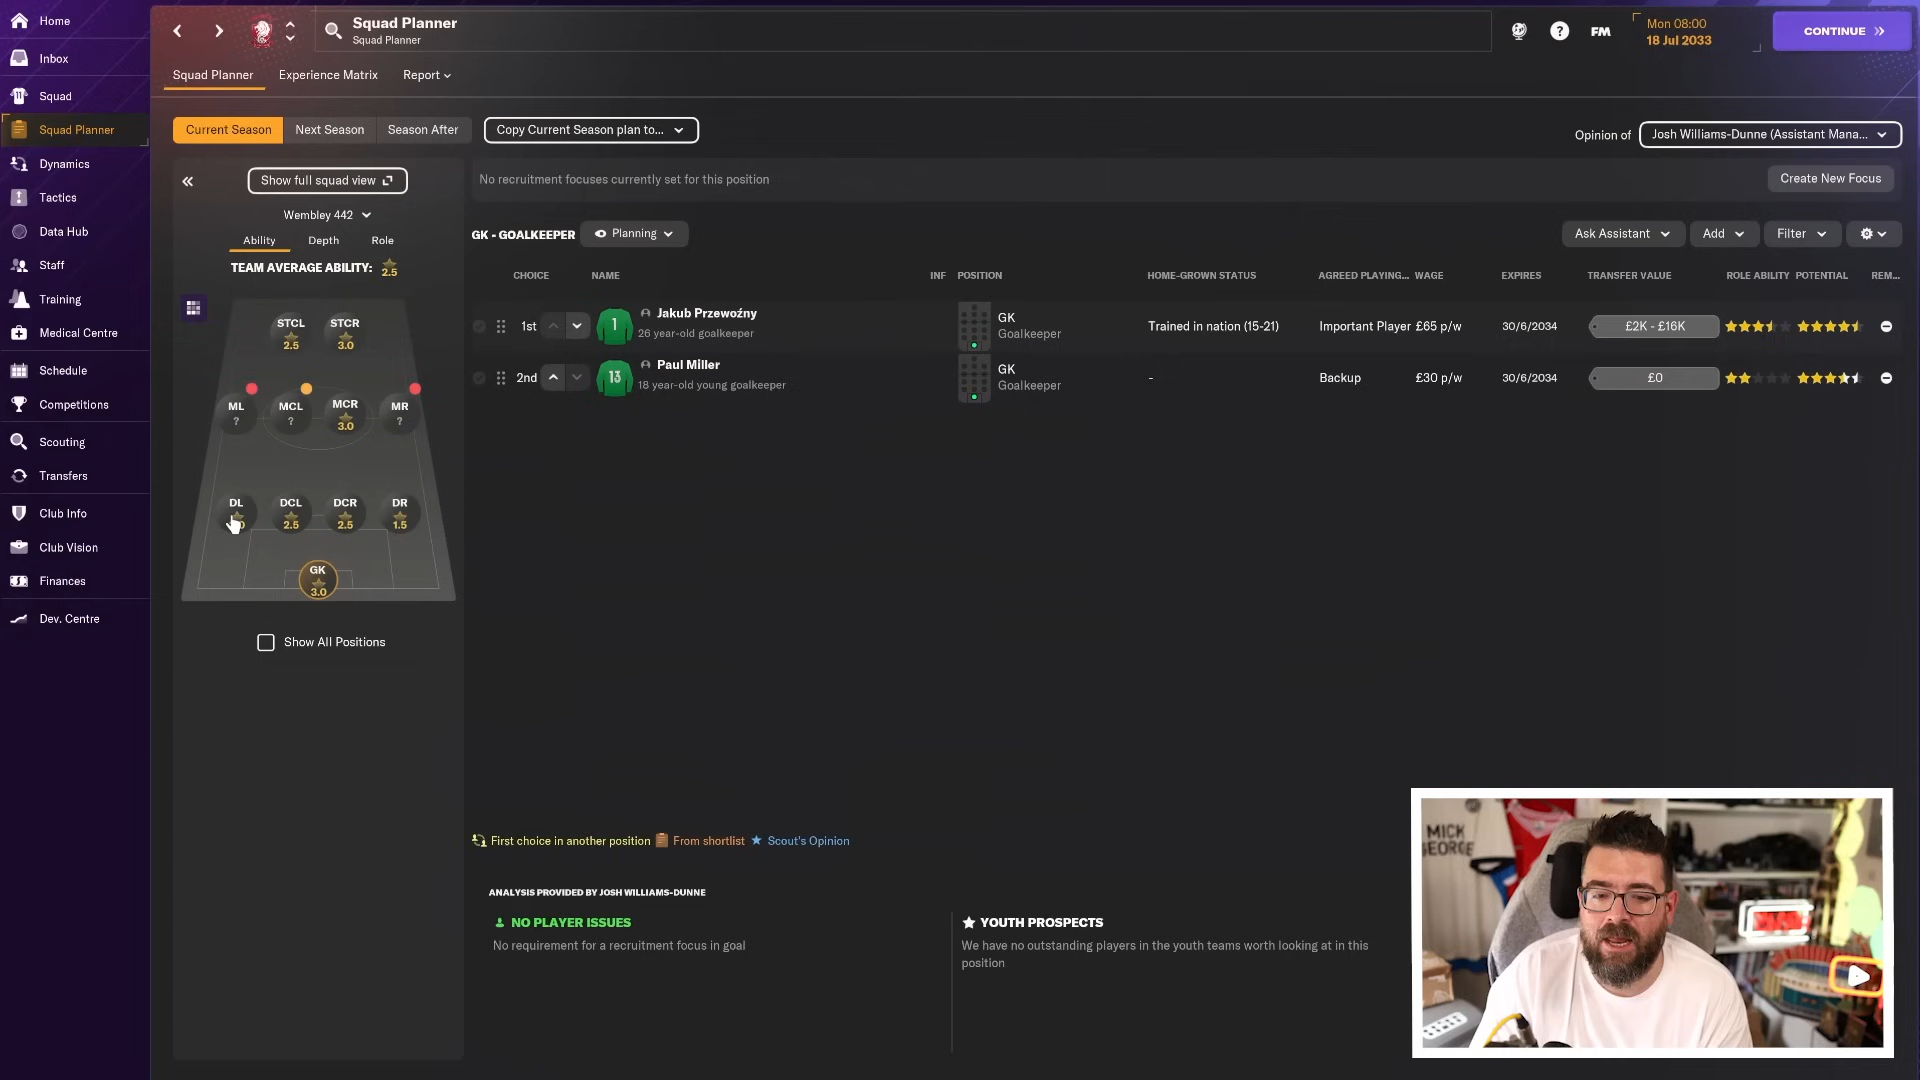 Home
Inbox
Squad
Squad Planner
Dynamics
Tactics
Data Hub
Staff
Training
Medical Centre
Schedule
Competitions
Scouting
Transfers
Club Info
Club Vision
Finances
Dev. Centre
Squad Planner
Squad Planner
FM
Mon 08:00
18 Jul 2033
CONTINUE
Squad Planner Experience Matrix Report
Current Season Next Season Season After Copy Current Season plan to...
Opinion of Josh Williams-Dunne (Assistant Mana...
Show full squad view
Wembley 442
Ability Depth Role
TEAM AVERAGE ABILITY: 2.5
STCL STCR
2.5 3.0
ML MCL MCR MR
? ? 3.0 ?
DL DCL DCR DR
2.5 2.5 1.5
GK
3.0
Show All Positions
No recruitment focuses currently set for this position
Create New Focus
GK - GOALKEEPER Planning
Ask Assistant Add Filter
CHOICE NAME INF POSITION HOME-GROWN STATUS AGREED PLAYING... WAGE EXPIRES TRANSFER VALUE ROLE ABILITY POTENTIAL REM...
1st 1 Jakub Przewoźny GK Trained in nation (15-21) Important Player £65 p/w 30/6/2034 £2K - £16K
26 year-old goalkeeper Goalkeeper
2nd 13 Paul Miller GK - Backup £30 p/w 30/6/2034 £0
18 year-old young goalkeeper Goalkeeper
First choice in another position From shortlist Scout's Opinion
ANALYSIS PROVIDED BY JOSH WILLIAMS-DUNNE
NO PLAYER ISSUES
No requirement for a recruitment focus in goal
YOUTH PROSPECTS
We have no outstanding players in the youth teams worth looking at in this
position
MICK
GEORGE